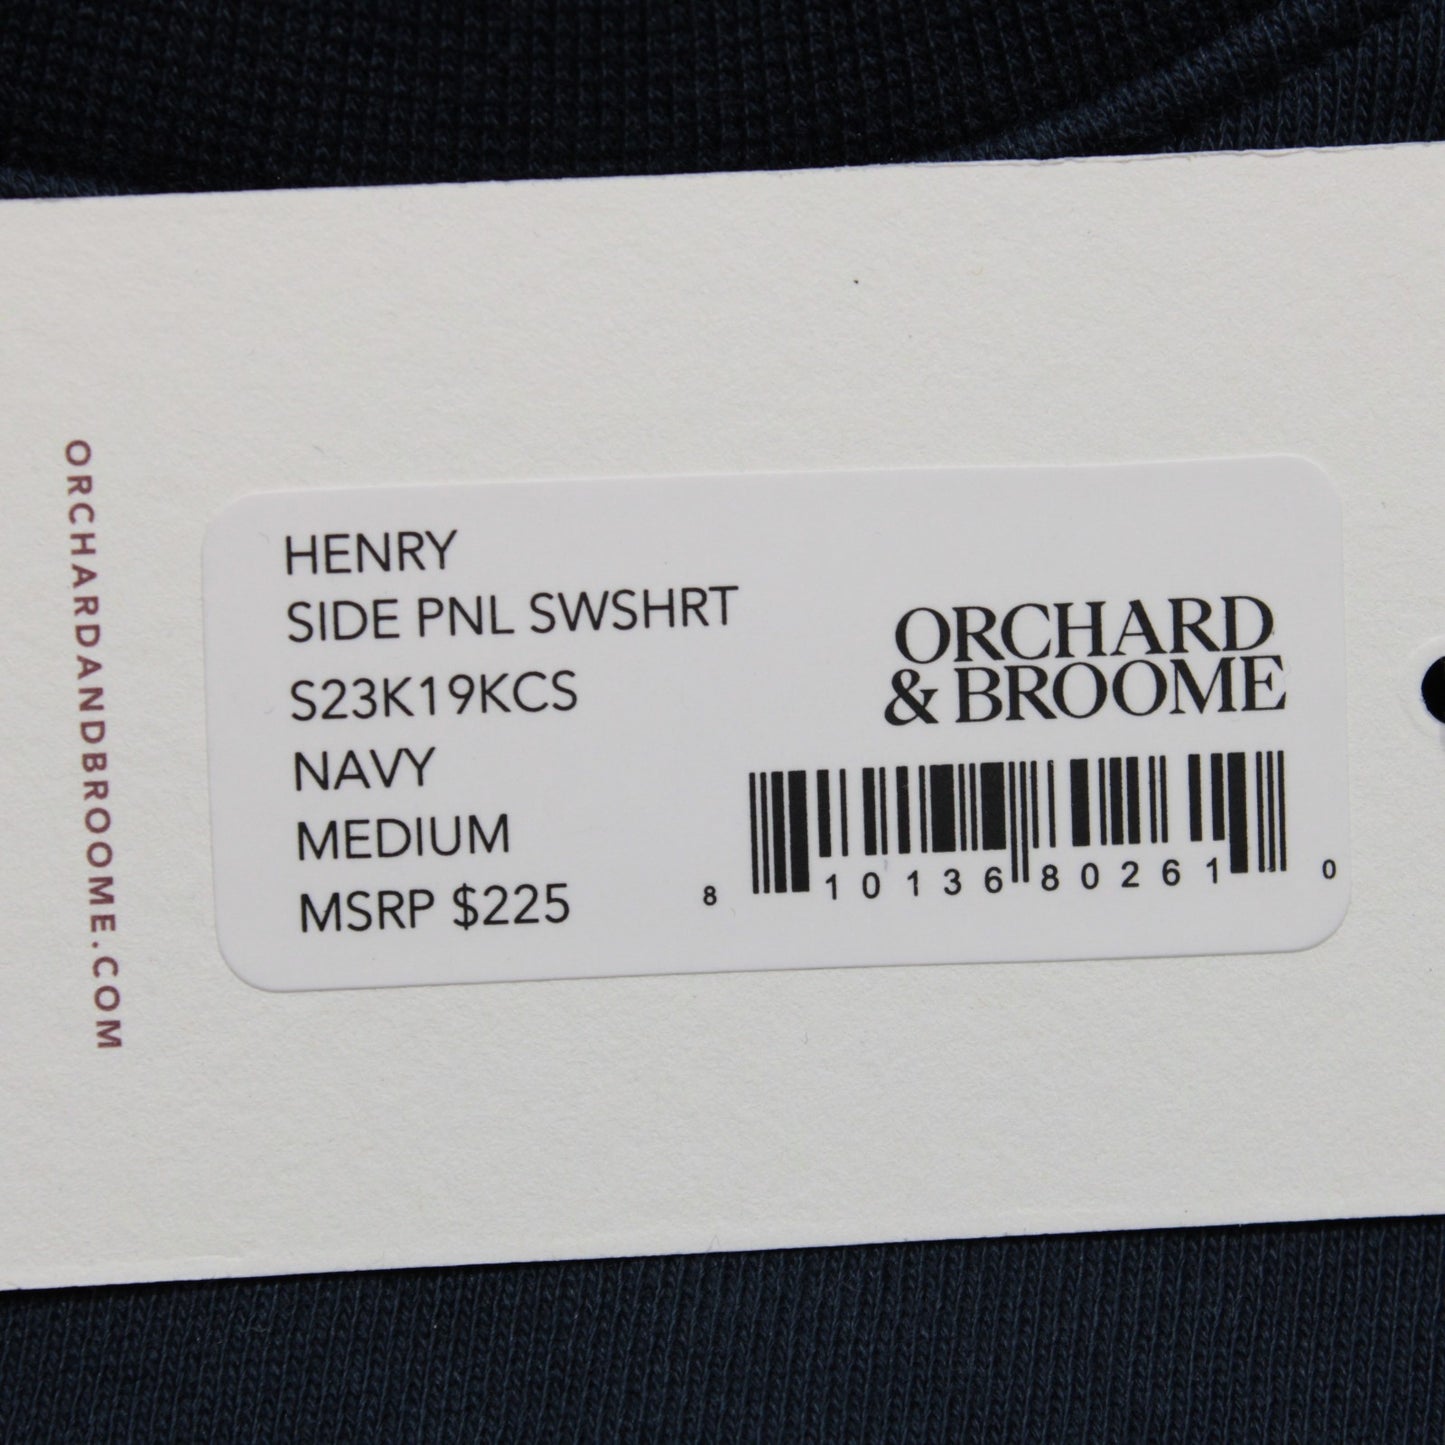 ORCHARDANDBROOME.COM
HENRY
SIDE PNL SWSHRT
S23K19KCS
NAVY
MEDIUM
MSRP $225
ORCHARD
& BROOME
8 10136 80261 0